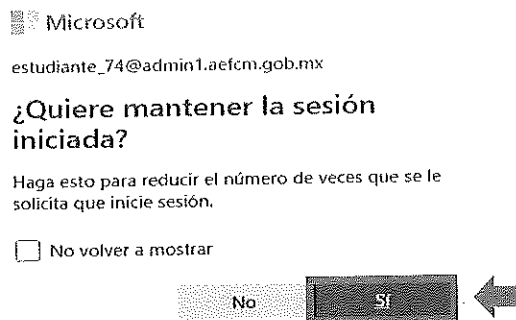 Microsoft
estudiante_74@admin1.aefcm.gob.mx
¿Quiere mantener la sesión
iniciada?
Haga esto para reducir el número de veces que se le
solicita que inicie sesión.
No volver a mostrar
No
Sí